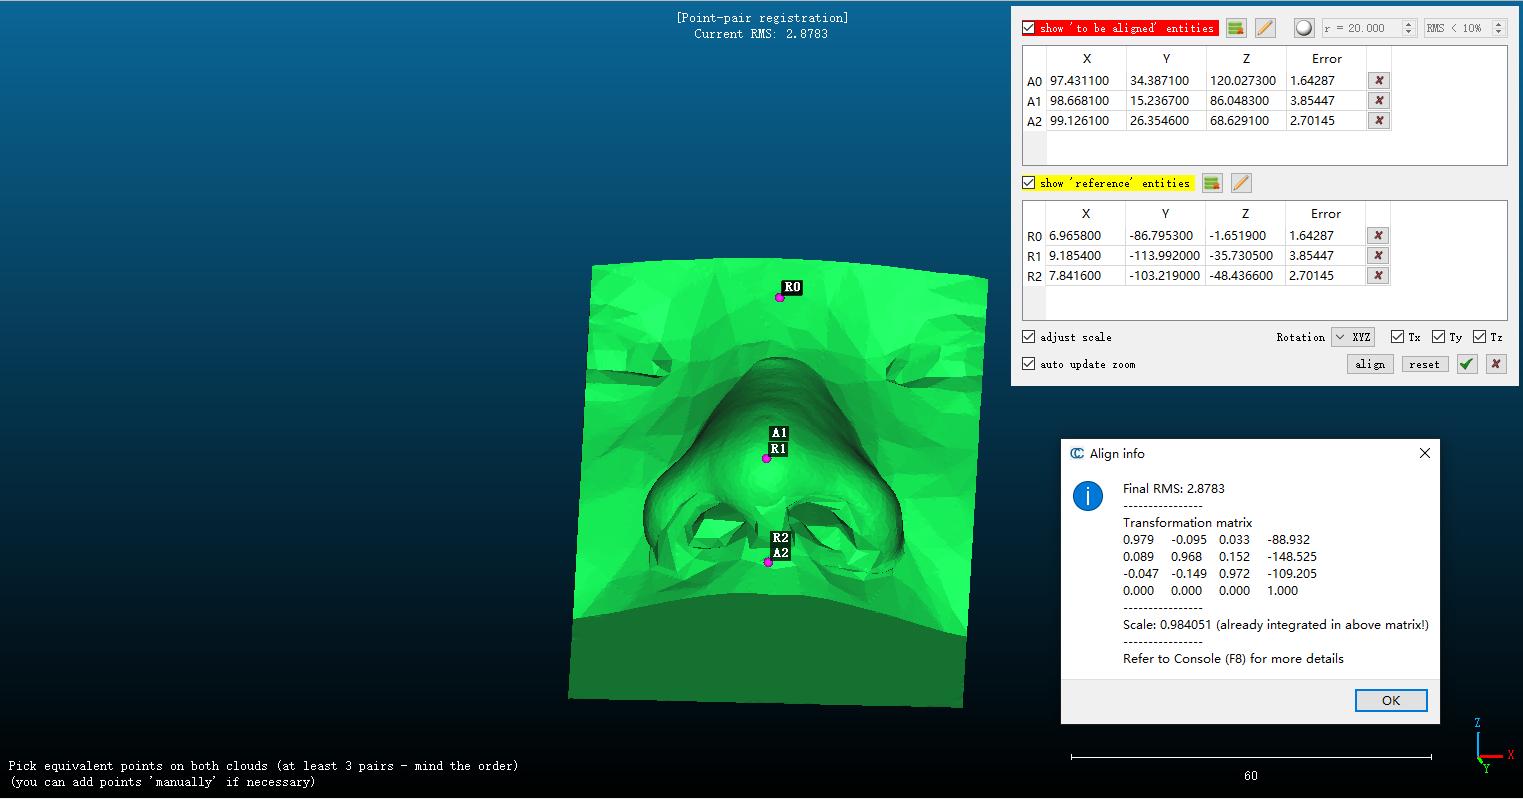 [Point-pair registration]
Current RMS: 2.8783
show 'to be aligned' entities
r = 20.000
RMS < 10%
X Y Z Error
A0 97.431100 34.387100 120.027300 1.64287
A1 98.668100 15.236700 86.048300 3.85447
A2 99.126100 26.354600 68.629100 2.70145
show 'reference' entities
X Y Z Error
R0 6.965800 -86.795300 -1.651900 1.64287
R1 9.185400 -113.992000 -35.730500 3.85447
R2 7.841600 -103.219000 -48.436600 2.70145
adjust scale
Rotation XYZ Tx Ty Tz
auto update zoom
align reset
R0
A1
R1
R2
A2
Align info
Final RMS: 2.8783
----------------
Transformation matrix
0.979 -0.095 0.033 -88.932
0.089 0.968 0.152 -148.525
-0.047 -0.149 0.972 -109.205
0.000 0.000 0.000 1.000
----------------
Scale: 0.984051 (already integrated in above matrix!)
----------------
Refer to Console (F8) for more details
OK
Z
X
Y
60
Pick equivalent points on both clouds (at least 3 pairs - mind the order)
(you can add points 'manually' if necessary)